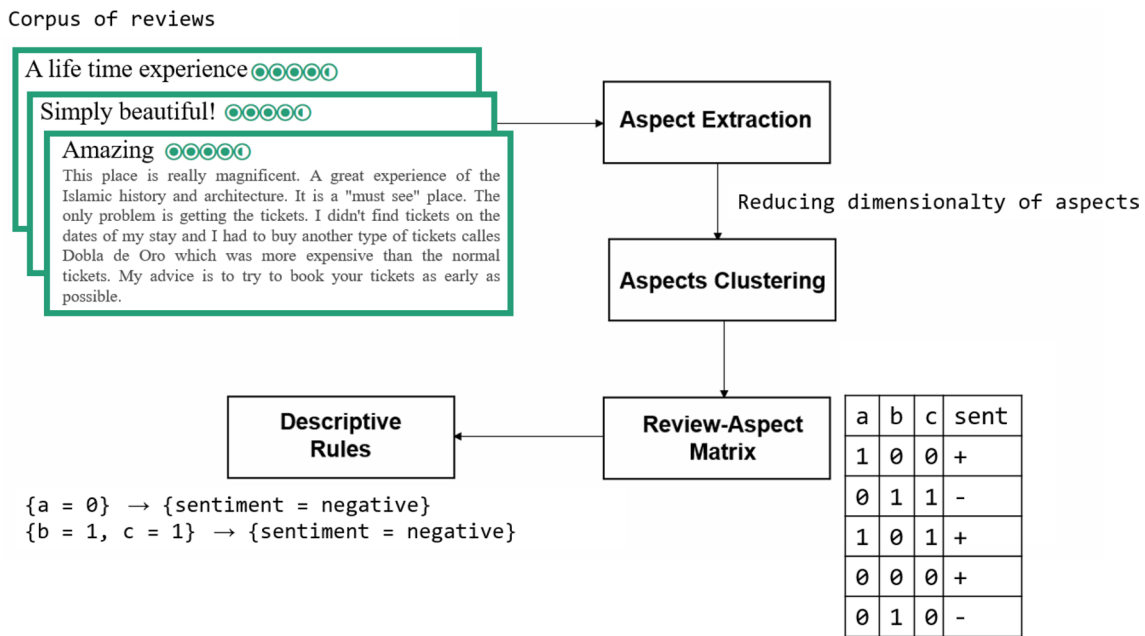 Corpus of reviews
A life time experience
Simply beautiful!
Amazing
This place is really magnificent. A great experience of the
Islamic history and architecture. It is a "must see" place. The
only problem is getting the tickets. I didn't find tickets on the
dates of my stay and I had to buy another type of tickets calles
Dobla de Oro which was more expensive than the normal
tickets. My advice is to try to book your tickets as early as
possible.
Aspect Extraction
Reducing dimensionalty of aspects
Aspects Clustering
Review-Aspect
Matrix
a b c sent
1 0 0 +
0 1 1 -
1 0 1 +
0 0 0 +
0 1 0 -
Descriptive
Rules
{a = 0} → {sentiment = negative}
{b = 1, c = 1} → {sentiment = negative}